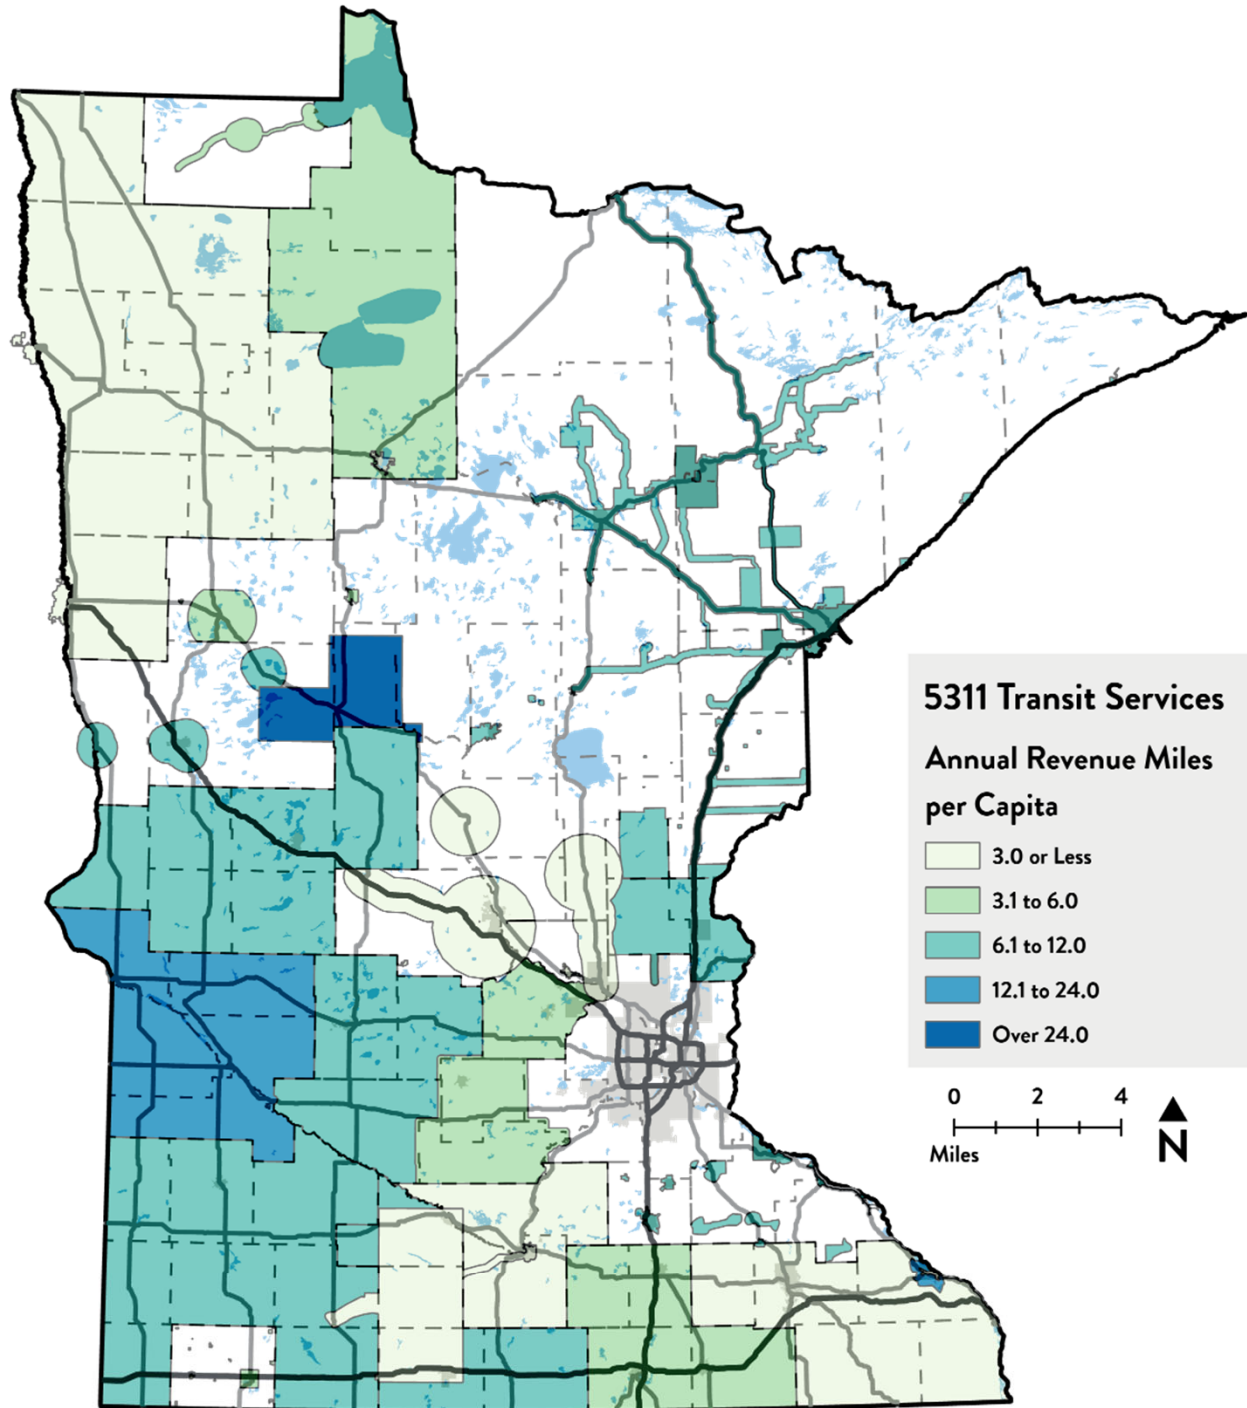 5311 Transit Services
Annual Revenue Miles
per Capita
3.0 or Less
3.1 to 6.0
6.1 to 12.0
12.1 to 24.0
Over 24.0
0 2 4
Miles
N